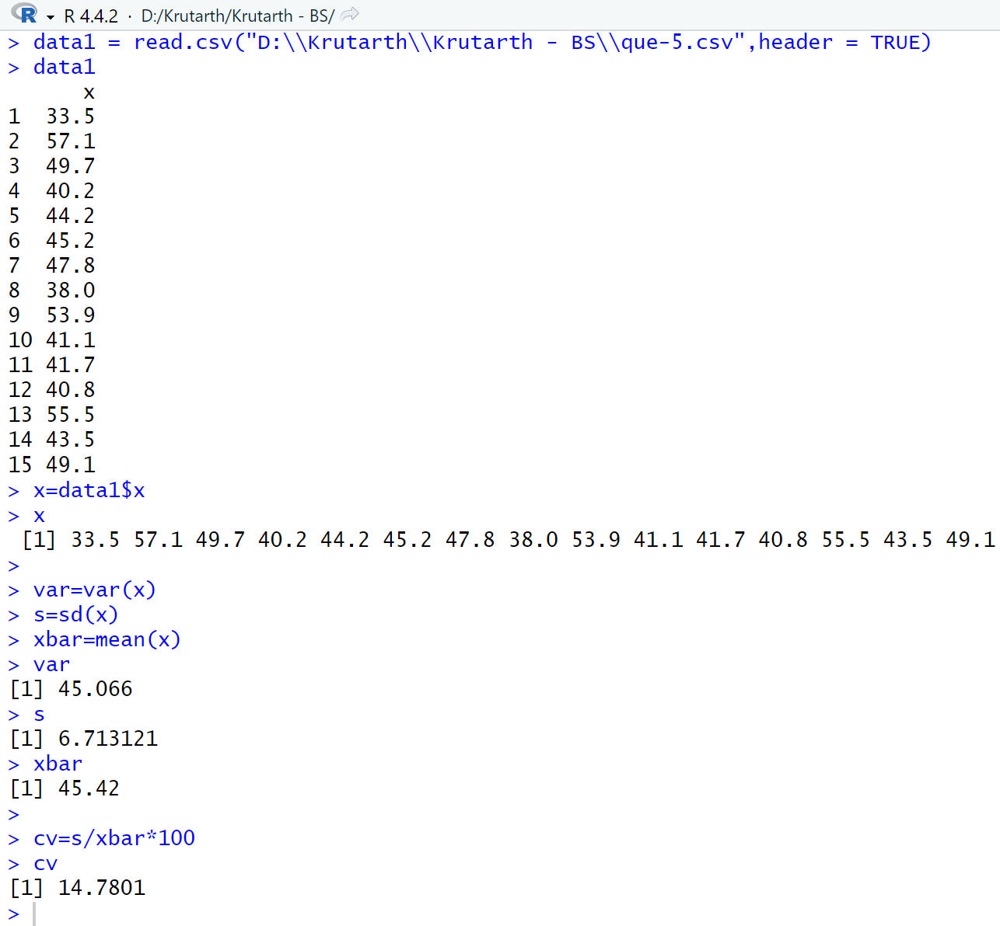 R R 4.4.2 · D:/Krutarth/Krutarth - BS/
> data1 = read.csv("D:\\Krutarth\\Krutarth - BS\\que-5.csv",header = TRUE)
> data1
x
1 33.5
2 57.1
3 49.7
4 40.2
5 44.2
6 45.2
7 47.8
8 38.0
9 53.9
10 41.1
11 41.7
12 40.8
13 55.5
14 43.5
15 49.1
> x=data1$x
> x
[1] 33.5 57.1 49.7 40.2 44.2 45.2 47.8 38.0 53.9 41.1 41.7 40.8 55.5 43.5 49.1
>
> var=var(x)
> s=sd(x)
> xbar=mean(x)
> var
[1] 45.066
> s
[1] 6.713121
> xbar
[1] 45.42
>
> cv=s/xbar*100
> cv
[1] 14.7801
>